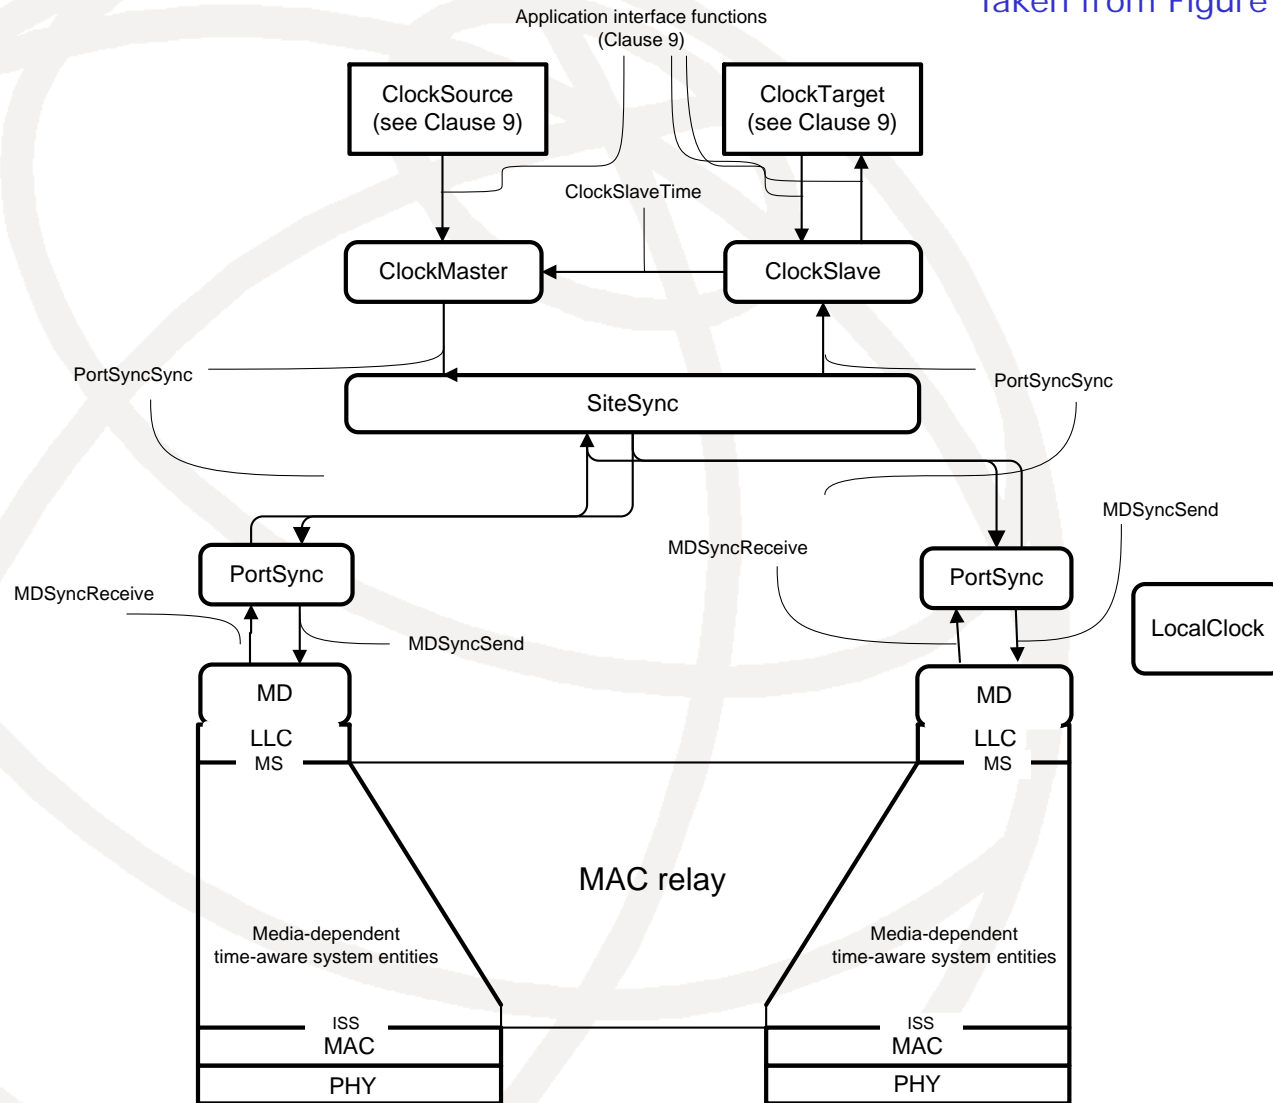 Taken from Figure
Application interface functions
(Clause 9)
ClockSource
(see Clause 9)
ClockTarget
(see Clause 9)
ClockSlaveTime
ClockMaster
ClockSlave
PortSyncSync
PortSyncSync
SiteSync
MDSyncSend
MDSyncReceive
PortSync
PortSync
MDSyncReceive
LocalClock
MDSyncSend
MD
MD
LLC
LLC
MS
MS
MAC relay
Media-dependent
time-aware system entities
Media-dependent
time-aware system entities
ISS
ISS
MAC
MAC
PHY
PHY